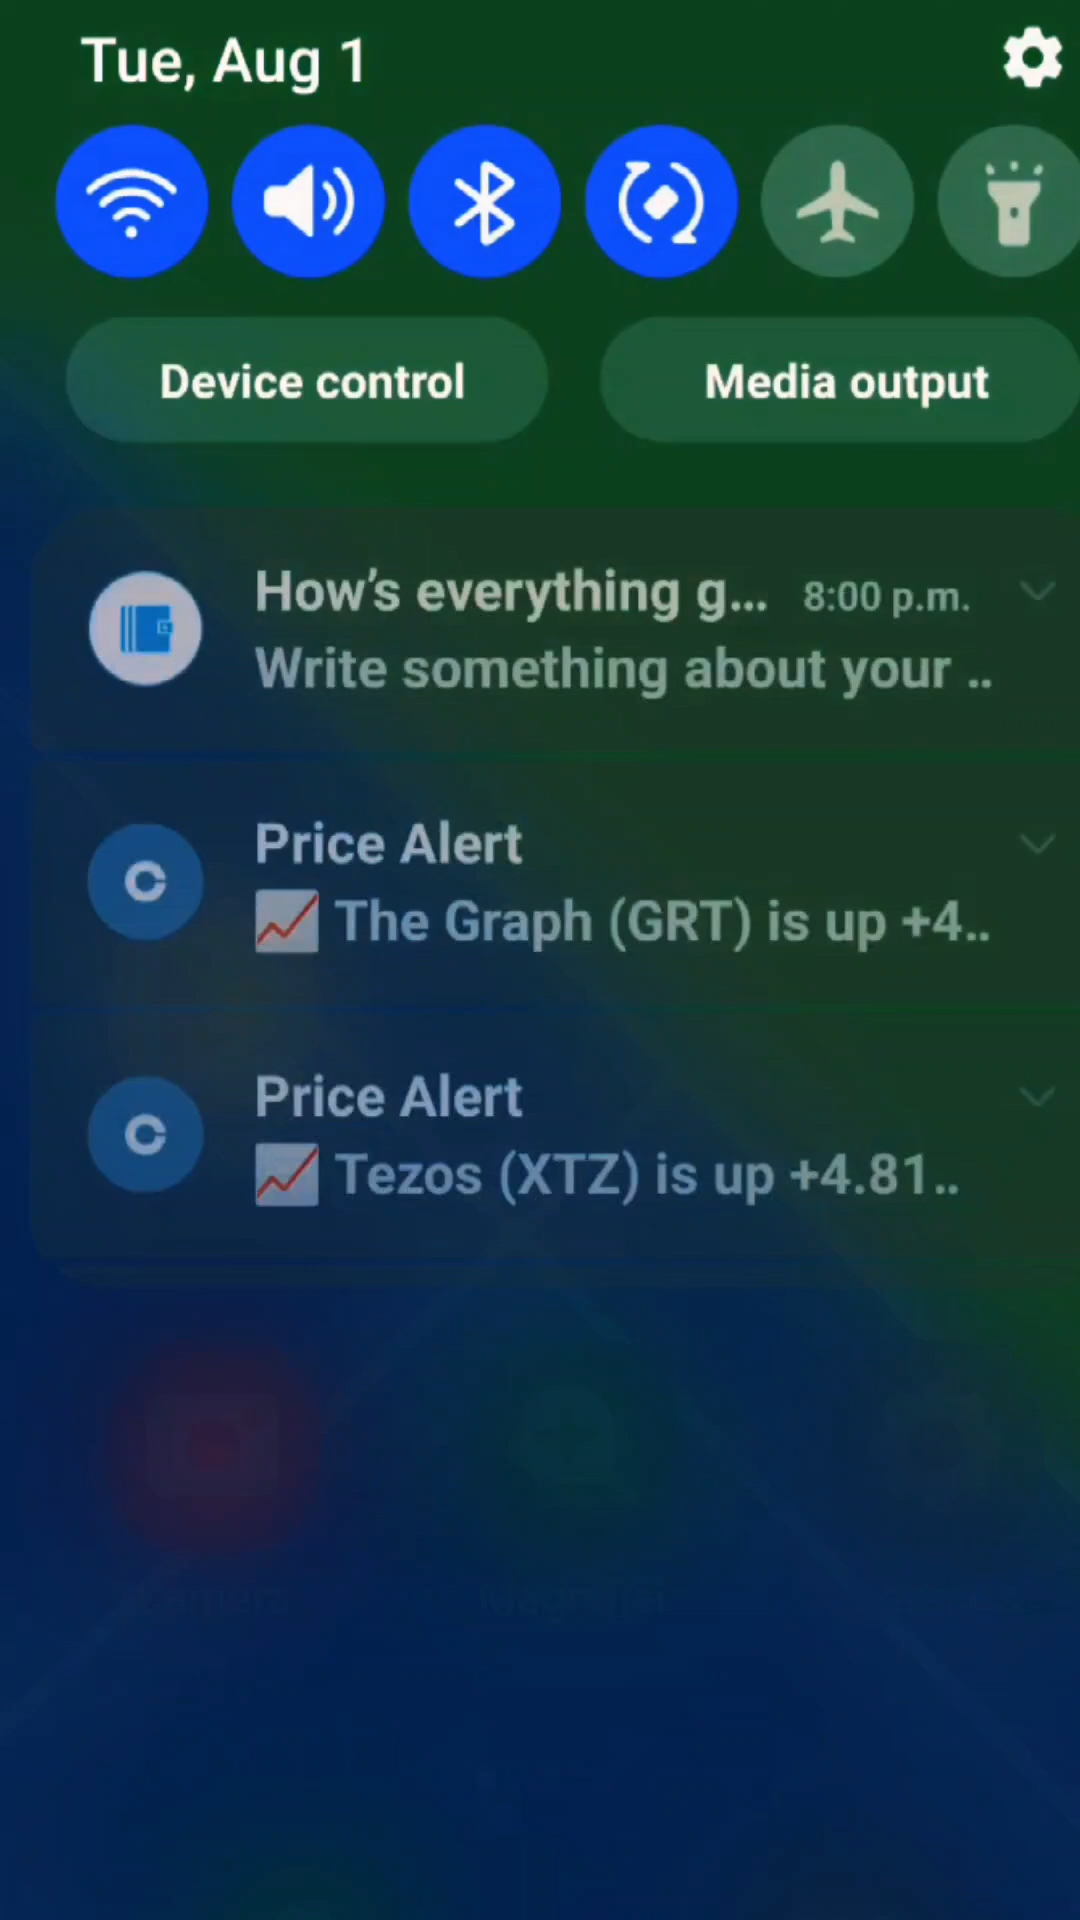 Tue, Aug 1
Device control
Media output
How’s everything g... 8:00 p.m.
Write something about your ..
Price Alert
📈 The Graph (GRT) is up +4..
Price Alert
📈 Tezos (XTZ) is up +4.81..
Camera